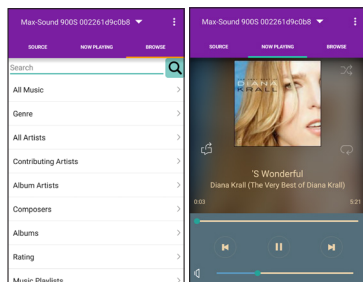 Max-Sound 900S 002261d9c0b8
SOURCE NOW PLAYING BROWSE
Search
All Music
Genre
All Artists
Contributing Artists
Album Artists
Composers
Albums
Rating
Music Playlists
Max-Sound 900S 002261d9c0b8
SOURCE NOW PLAYING BROWSE
DIANA
KRALL
'S Wonderful
Diana Krall (The Very Best of Diana Krall)
0:03 5:21